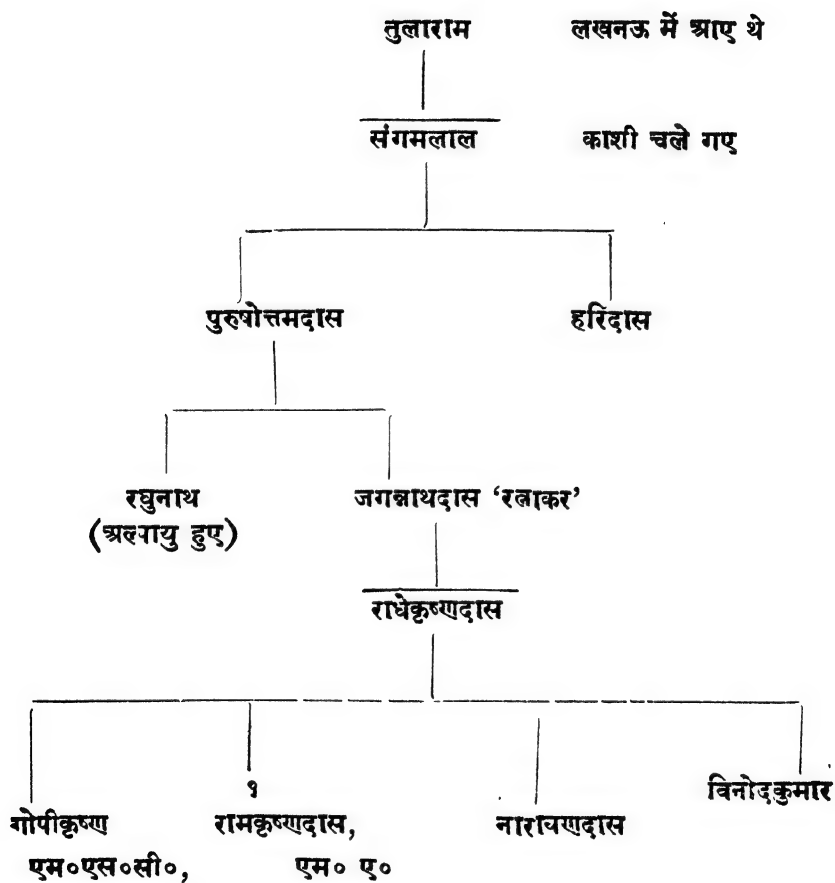 तुलाराम लखनऊ में आए थे
संगमलाल काशी चले गए
पुरुषोत्तमदास हरिदास
रघुनाथ जगन्नाथदास ‘रत्नाकर’
(अल्पायु हुए)
राधेकृष्णदास
१
विनोदकुमार
गोपीकृष्ण रामकृष्णदास, नारायणदास
एम०एस०सी०, एम० ए०